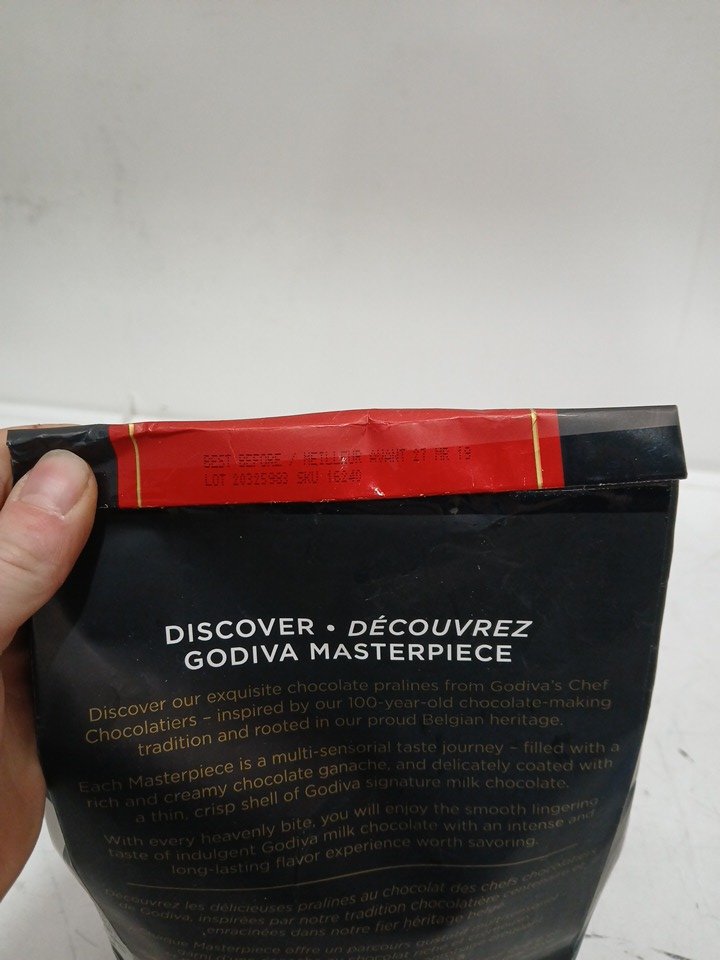 BEST BEFORE / MEILLEUR AVANT 27 MR 19
LOT 20325983 SKU 16240
DISCOVER • DÉCOUVREZ
GODIVA MASTERPIECE
Discover our exquisite chocolate pralines from Godiva's Chef
Chocolatiers – inspired by our 100-year-old chocolate-making
tradition and rooted in our proud Belgian heritage.
Each Masterpiece is a multi-sensorial taste journey – filled with a
rich and creamy chocolate ganache, and delicately coated with
a thin, crisp shell of Godiva signature milk chocolate.
With every heavenly bite, you will enjoy the smooth lingering
taste of indulgent Godiva milk chocolate with an intense and
long-lasting flavor experience worth savoring.
Découvrez les délicieuses pralines au chocolat des chefs
de Godiva, inspirées par notre tradition chocolatière
enracinées dans notre fier héritage
Masterpiece offre un parcours